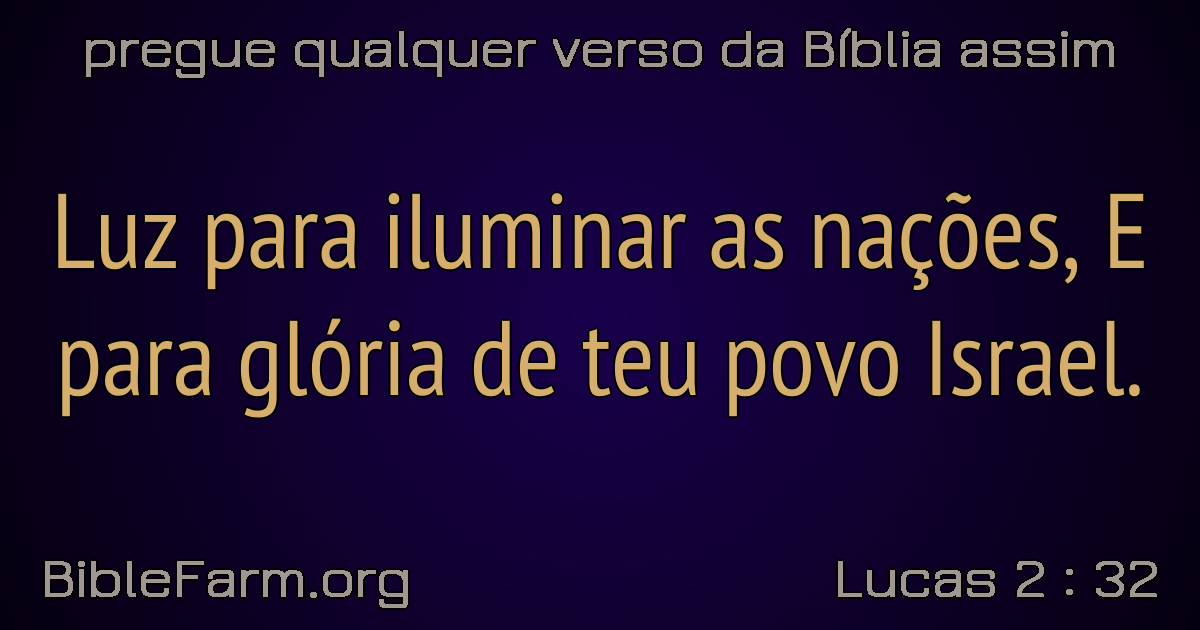 pregue qualquer verso da Bíblia assim
Luz para iluminar as nações, E
para glória de teu povo Israel.
BibleFarm.org
Lucas 2 : 32